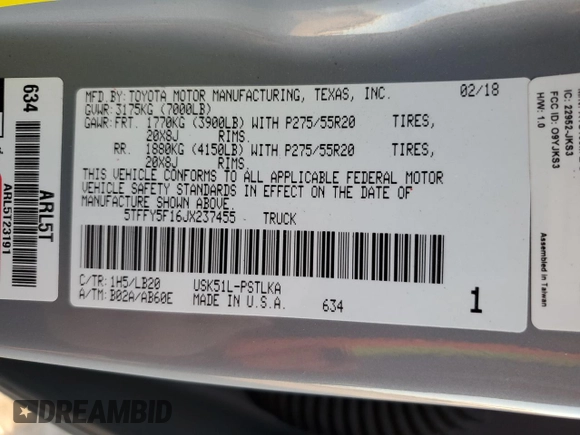 MFD.BY: TOYOTA MOTOR MANUFACTURING, TEXAS, INC. 02/18
GVWR: 3175KG (7000LB)
GAWR: FRT. 1770KG (3900LB) WITH P275/55R20 TIRES,
20X8J RIMS.
RR. 1880KG (4150LB) WITH P275/55R20 TIRES,
20X8J RIMS.
THIS VEHICLE CONFORMS TO ALL APPLICABLE FEDERAL MOTOR
VEHICLE SAFETY STANDARDS IN EFFECT ON THE DATE OF
MANUFACTURE SHOWN ABOVE.
5TFFY5F16JX237455 TRUCK
C/TR: 1H5/LB20 USK51L-PSTLKA
A/TM: B02A/AB60E MADE IN U.S.A. 634 1
634
ARL5T
ARL5T23191
FCC ID: O9YJKS3
IC: 22952-JKS3
H/W: 1.0
Assembled in Taiwan
DREAMBID